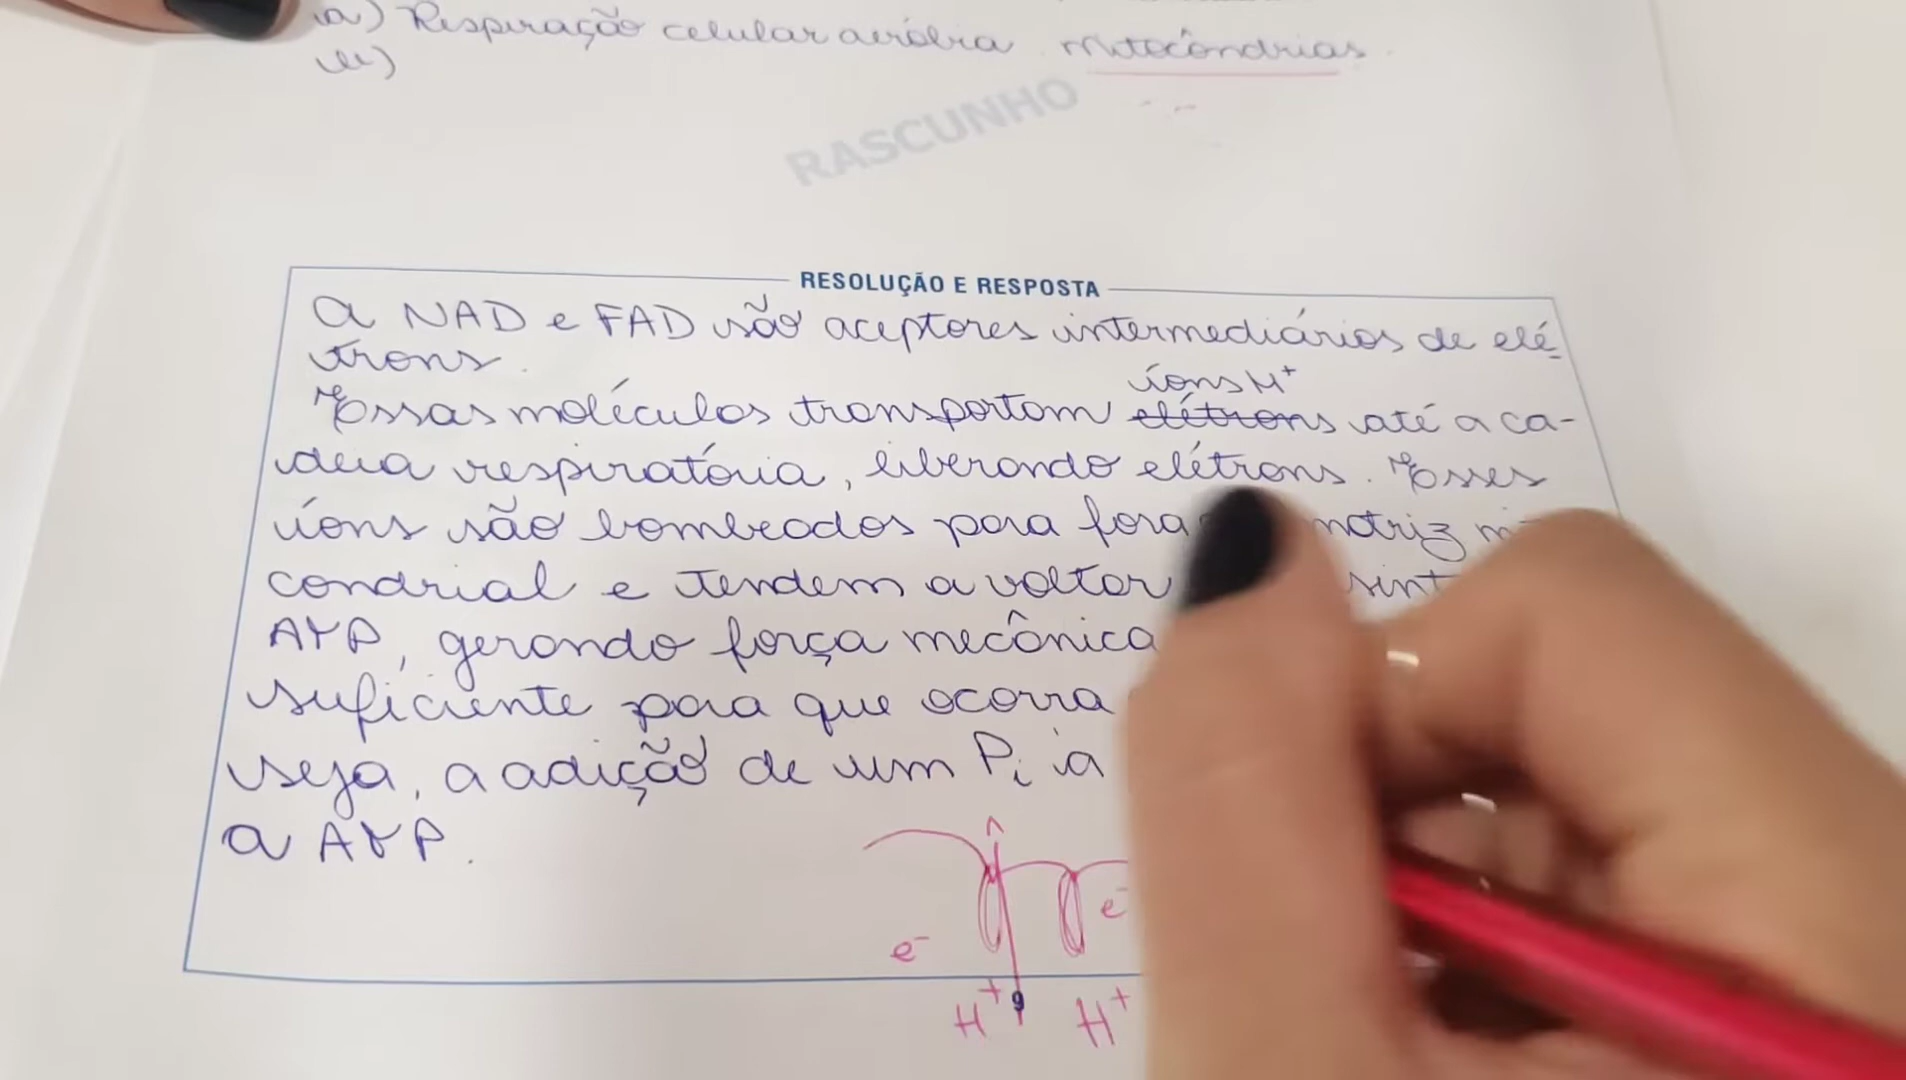 a) Respiração celular aeróbia mitocôndrias.
RASCUNHO
RESOLUÇÃO E RESPOSTA
a NAD e FAD são aceptores intermediários de elé
trons.
íons H+
Essas moléculas transportam elétrons até a ca-
deia respiratória, liberando elétrons. Esses
íons são bombeados para fora matriz
condrial e tendem a voltar
ATP, gerando força mecânica
suficiente para que ocorra
seja, a adição de um Pi a
a ATP.
e-
e-
H+
9
H+